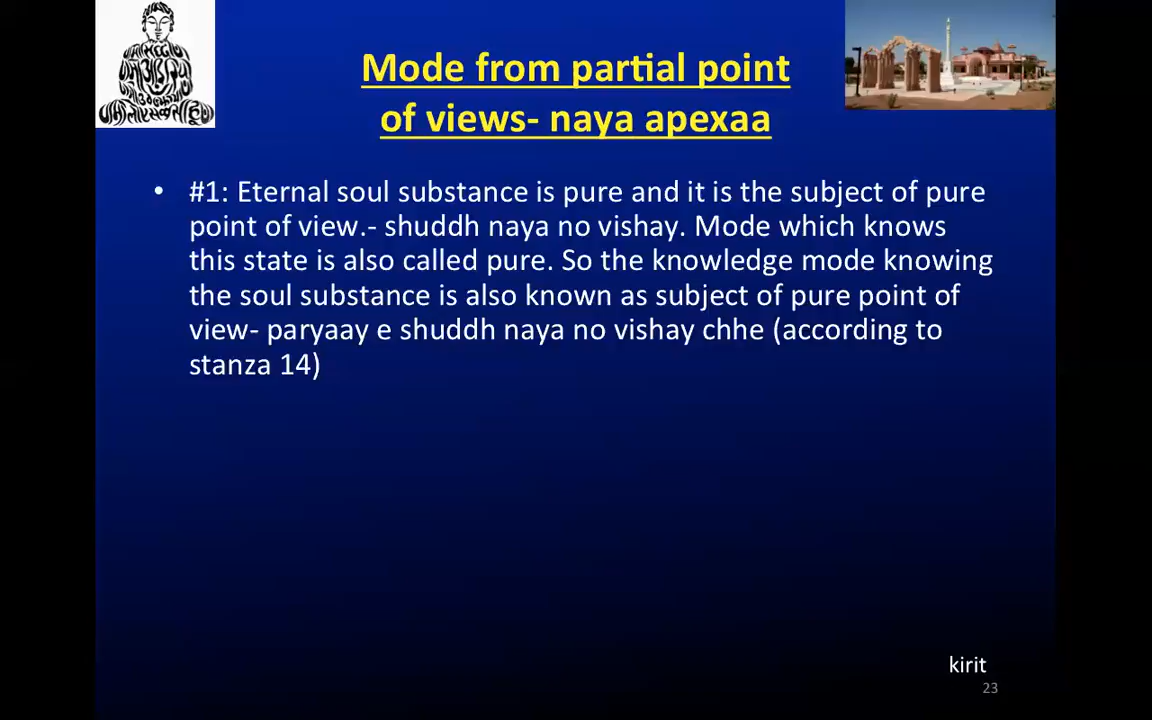 Mode from partial point
of views- naya apexaa
• #1: Eternal soul substance is pure and it is the subject of pure
point of view.- shuddh naya no vishay. Mode which knows
this state is also called pure. So the knowledge mode knowing
the soul substance is also known as subject of pure point of
view- paryaay e shuddh naya no vishay chhe (according to
stanza 14)
kirit
23